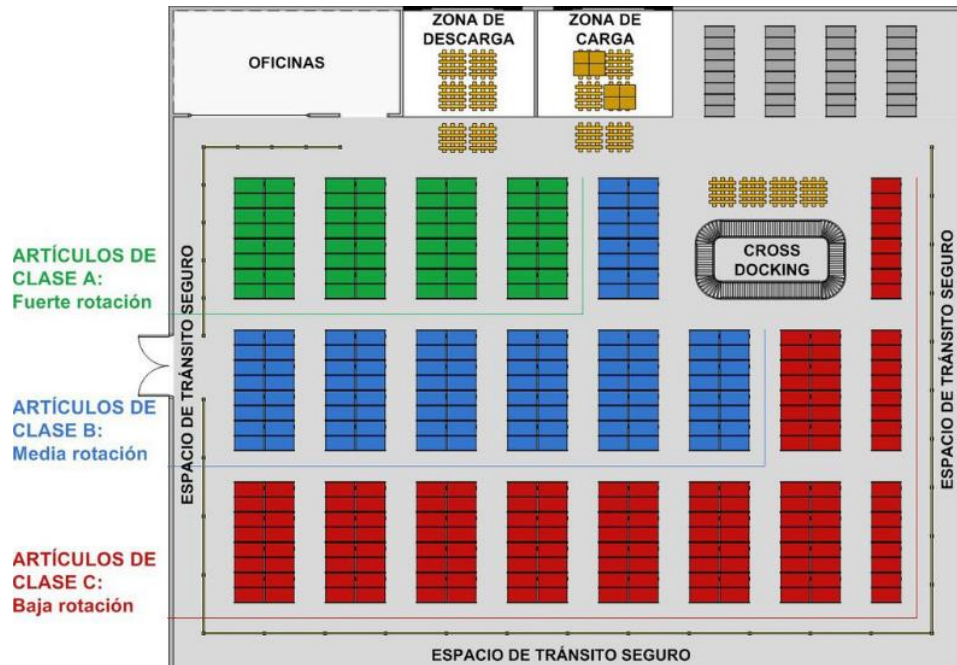 OFICINAS
ZONA DE
DESCARGA
ZONA DE
CARGA
ARTÍCULOS DE
CLASE A:
Fuerte rotación
CROSS
DOCKING
ESPACIO DE TRÁNSITO SEGURO
ESPACIO DE TRÁNSITO SEGURO
ARTÍCULOS DE
CLASE B:
Media rotación
ARTÍCULOS DE
CLASE C:
Baja rotación
ESPACIO DE TRÁNSITO SEGURO